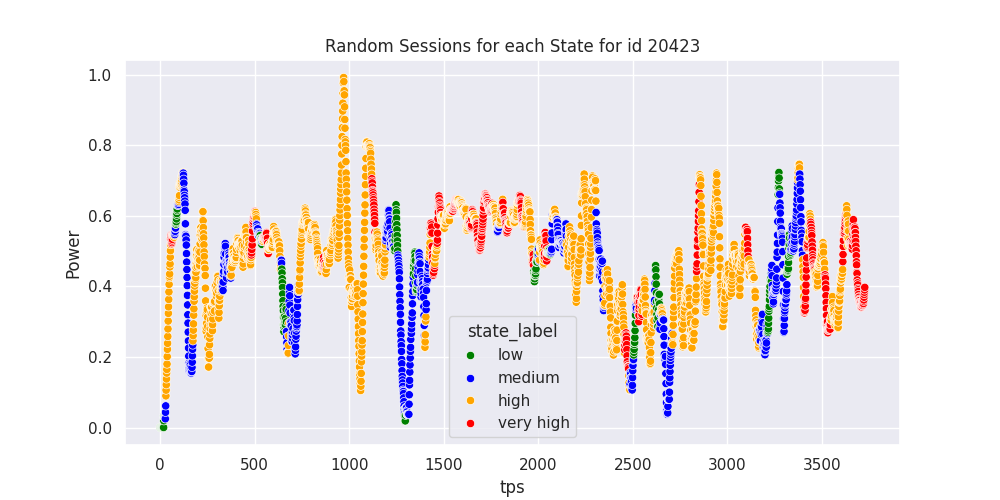 Random Sessions for each State for id 20423
Power
1.0
0.8
0.6
0.4
0.2
0.0
state_label
low
medium
high
very high
0 500 1000 1500 2000 2500 3000 3500
tps